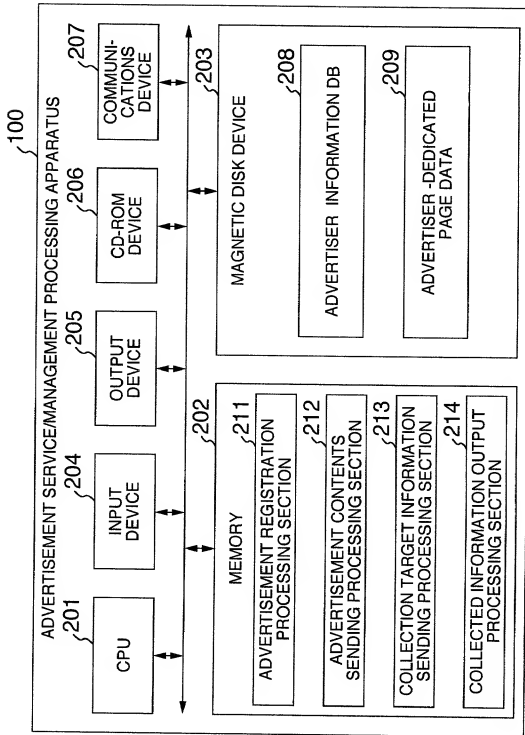 100
ADVERTISEMENT SERVICE/MANAGEMENT PROCESSING APPARATUS
201
CPU
204
INPUT
DEVICE
205
OUTPUT
DEVICE
206
CD-ROM
DEVICE
207
COMMUNI-
CATIONS
DEVICE
202
MEMORY
211
ADVERTISEMENT REGISTRATION
PROCESSING SECTION
212
ADVERTISEMENT CONTENTS
SENDING PROCESSING SECTION
213
COLLECTION TARGET INFORMATION
SENDING PROCESSING SECTION
214
COLLECTED INFORMATION OUTPUT
PROCESSING SECTION
203
MAGNETIC DISK DEVICE
208
ADVERTISER INFORMATION DB
209
ADVERTISER -DEDICATED
PAGE DATA